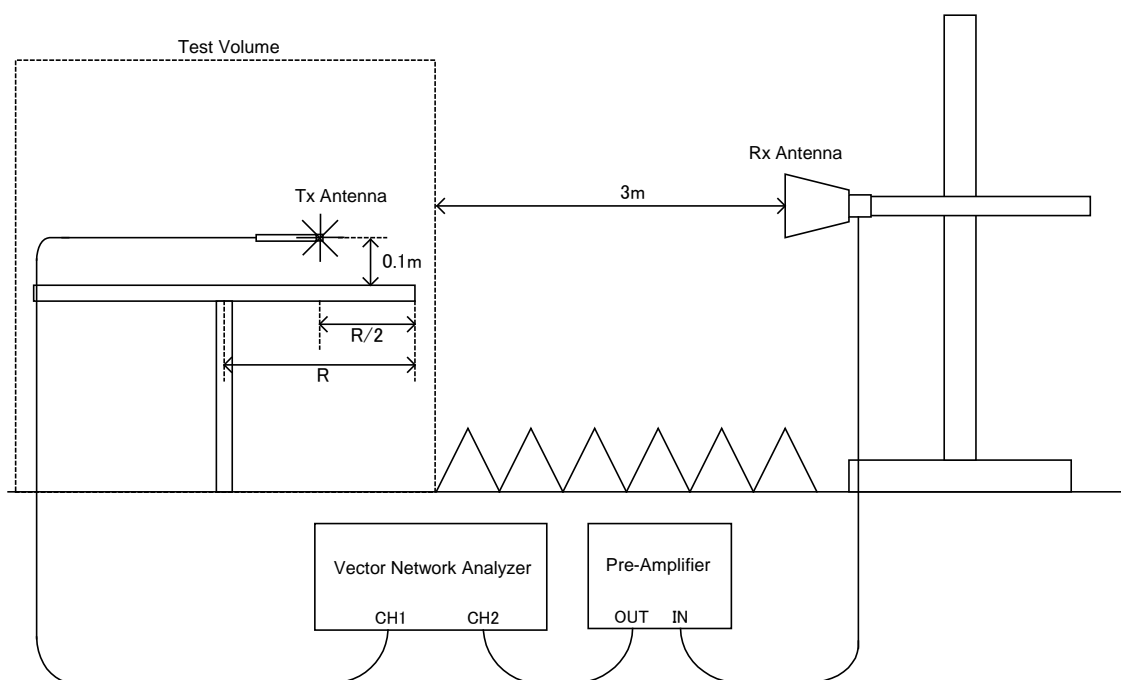 Test Volume
Rx Antenna
Tx Antenna
3m
0.1m
R/2
R
Vector Network Analyzer
Pre-Amplifier
CH1
CH2
OUT
IN